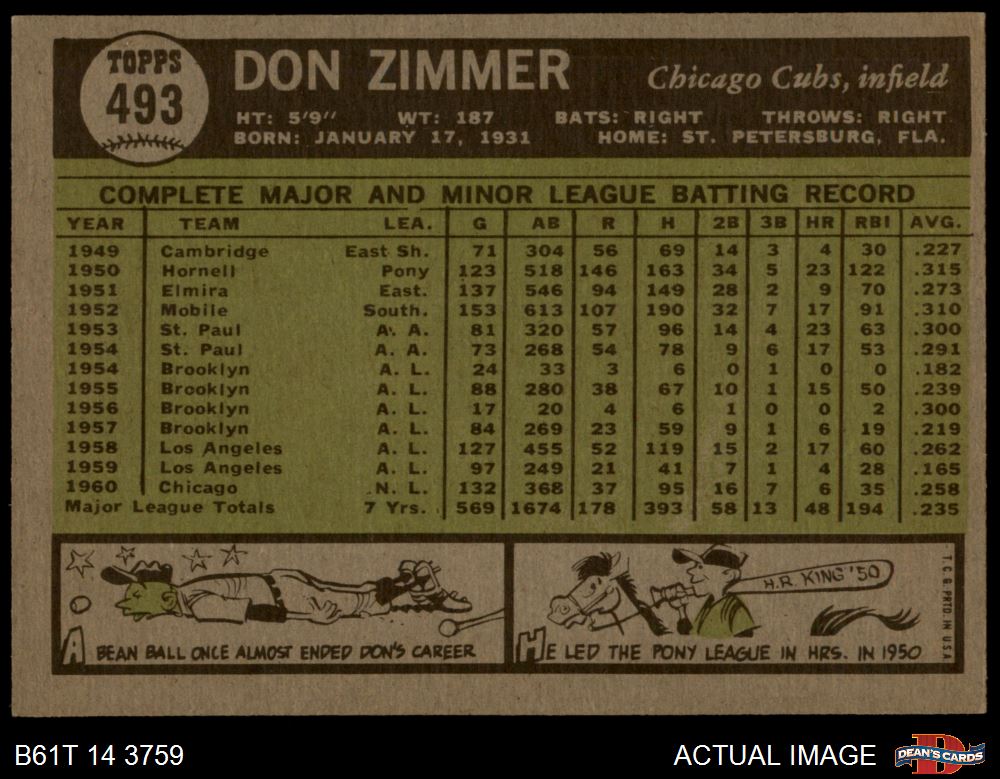 TOPPS
493
DON ZIMMER
Chicago Cubs, infield
HT: 5'9" WT: 187 BATS: RIGHT THROWS: RIGHT
BORN: JANUARY 17, 1931 HOME: ST. PETERSBURG, FLA.
COMPLETE MAJOR AND MINOR LEAGUE BATTING RECORD
YEAR TEAM LEA. G AB R H 2B 3B HR RBI AVG.
1949 Cambridge East Sh. 71 304 56 69 14 3 4 30 .227
1950 Hornell Pony 123 518 146 163 34 5 23 122 .315
1951 Elmira East. 137 546 94 149 28 2 9 70 .273
1952 Mobile South. 153 613 107 190 32 7 17 91 .310
1953 St. Paul A. A. 81 320 57 96 14 4 23 63 .300
1954 St. Paul A. A. 73 268 54 78 9 6 17 53 .291
1954 Brooklyn A. L. 24 33 3 6 0 1 0 0 .182
1955 Brooklyn A. L. 88 280 38 67 10 1 15 50 .239
1956 Brooklyn A. L. 17 20 4 6 1 0 0 2 .300
1957 Brooklyn A. L. 84 269 23 59 9 1 6 19 .219
1958 Los Angeles A. L. 127 455 52 119 15 2 17 60 .262
1959 Los Angeles A. L. 97 249 21 41 7 1 4 28 .165
1960 Chicago N. L. 132 368 37 95 16 7 6 35 .258
Major League Totals 7 Yrs. 569 1674 178 393 58 13 48 194 .235
A BEAN BALL ONCE ALMOST ENDED DON'S CAREER
H.R. KING '50
HE LED THE PONY LEAGUE IN HRS. IN 1950
T.C.G. PRTD. IN U.S.A.
B61T 14 3759
ACTUAL IMAGE
DEAN'S CARDS